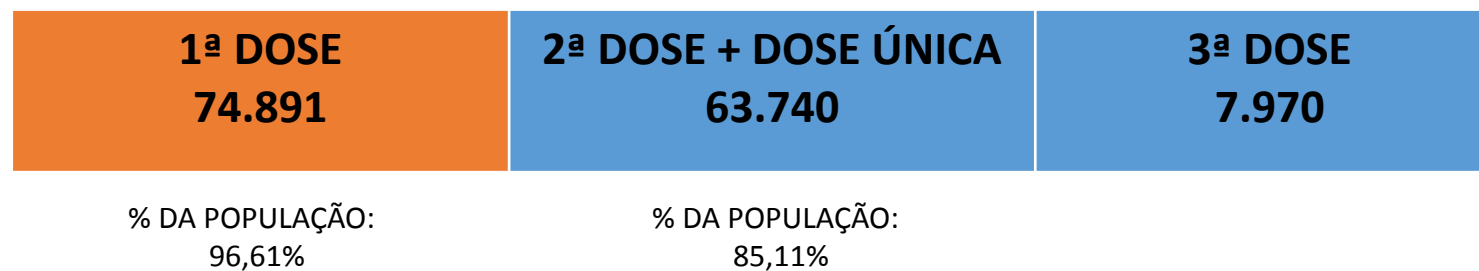 1ª DOSE
74.891
2ª DOSE + DOSE ÚNICA
63.740
3ª DOSE
7.970
% DA POPULAÇÃO:
96,61%
% DA POPULAÇÃO:
85,11%